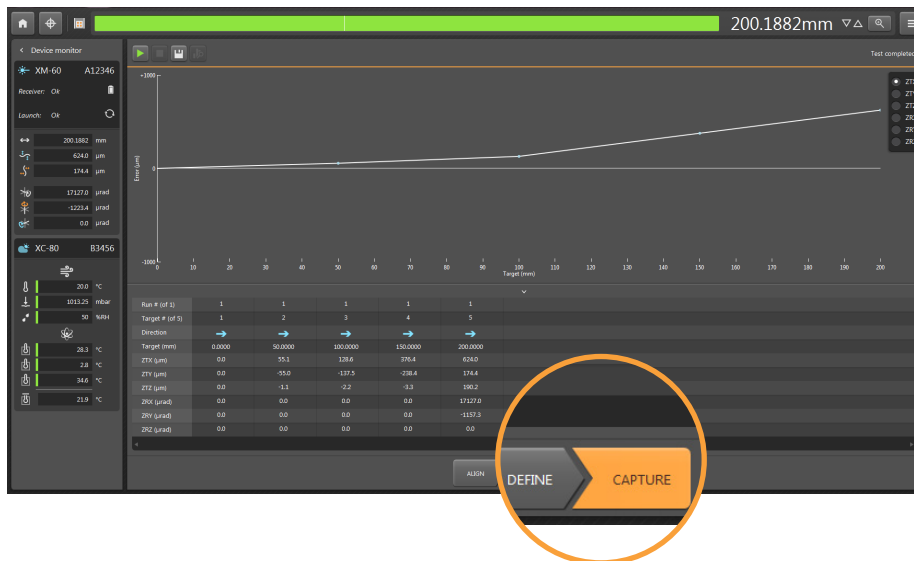 200.1882mm
Device monitor
XM-60 A12346
Receiver: Ok
Launch: Ok
200.1882 mm
624.0 µm
174.4 µm
17127.0 µrad
-1223.4 µrad
0.0 µrad
XC-80 B3456
20.0 °C
1013.25 mbar
50 %RH
28.3 °C
2.8 °C
34.6 °C
21.9 °C
Test completed
+1000
0
-1000
Error (µm)
0 10 20 30 40 50 60 70 80 90 100 110 120 130 140 150 160 170 180 190 200
Target (mm)
ZTX
ZTY
ZTZ
ZRX
ZRY
ZRZ
Run # (of 1) 1 1 1 1 1
Target # (of 5) 1 2 3 4 5
Direction
Target (mm) 0.0000 50.0000 100.0000 150.0000 200.0000
ZTX (µm) 0.0 55.1 128.6 376.4 624.0
ZTY (µm) 0.0 -55.0 -137.5 -238.4 174.4
ZTZ (µm) 0.0 -1.1 -2.2 -3.3 190.2
ZRX (µrad) 0.0 0.0 0.0 0.0 17127.0
ZRY (µrad) 0.0 0.0 0.0 0.0 -1157.3
ZRZ (µrad) 0.0 0.0 0.0 0.0 0.0
ALIGN
DEFINE
CAPTURE